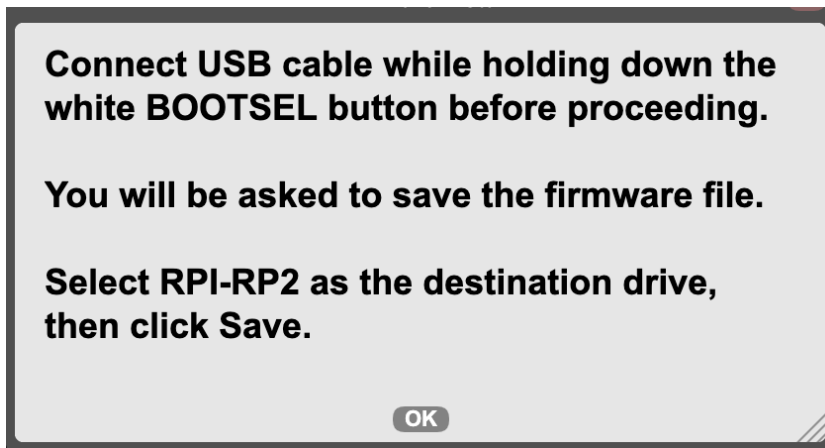 Connect USB cable while holding down the
white BOOTSEL button before proceeding.
You will be asked to save the firmware file.
Select RPI-RP2 as the destination drive,
then click Save.
OK